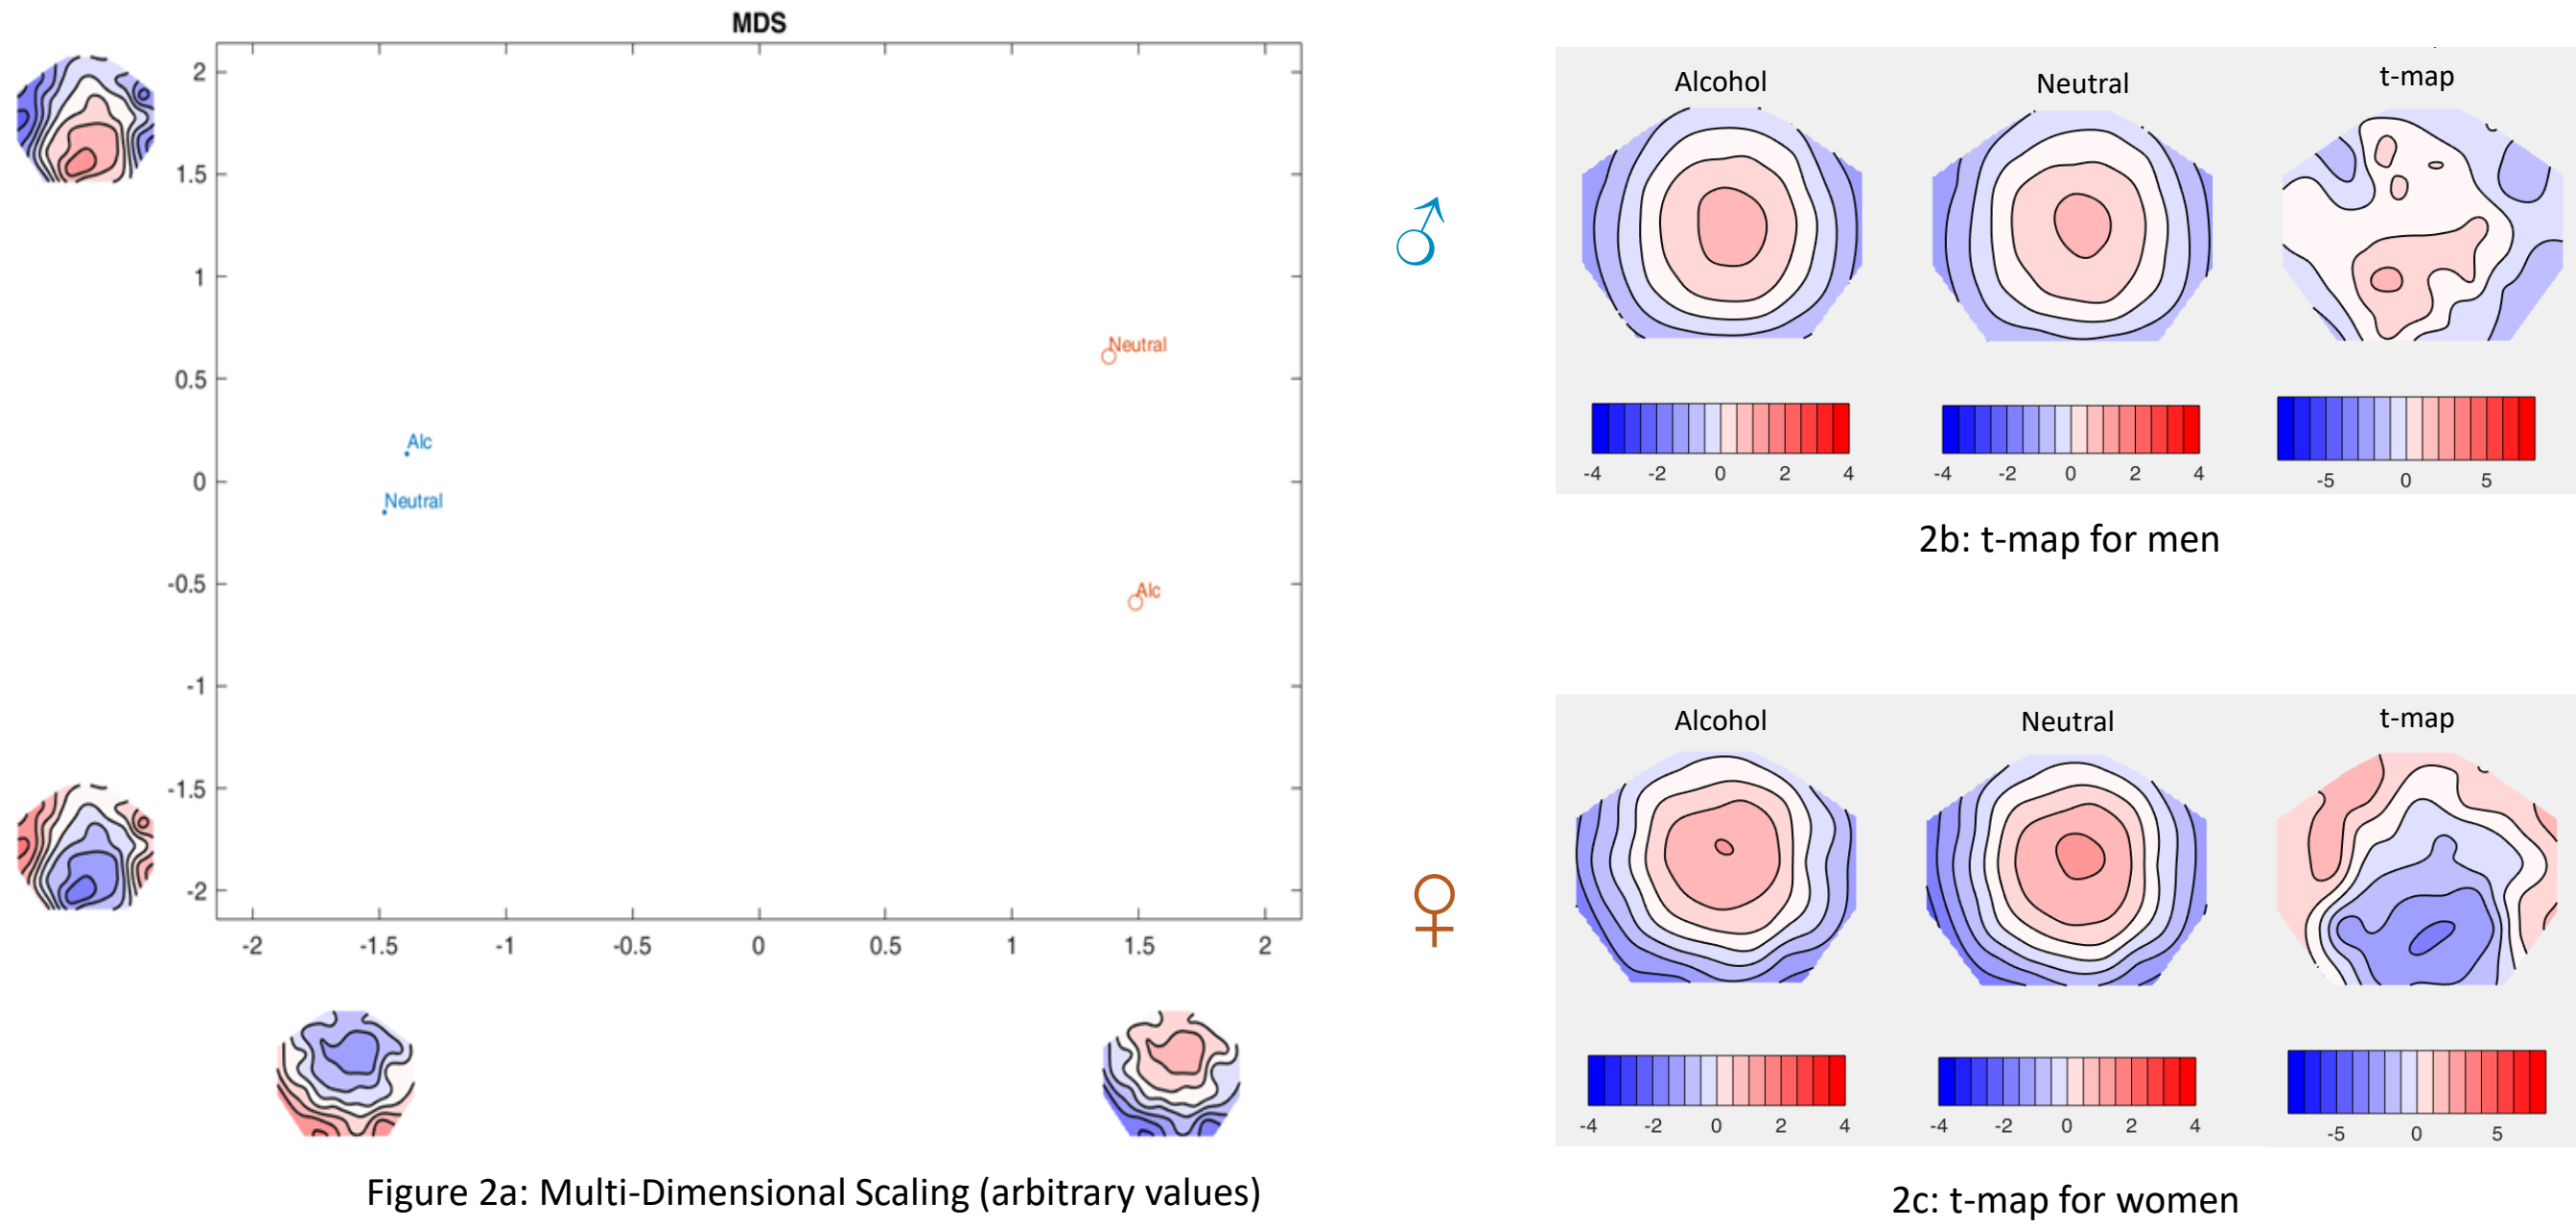 MDS
2
1.5
1
0.5
0
-0.5
-1
-1.5
-2
-2
-1.5
-1
-0.5
0
0.5
1
1.5
2
Neutral
Alc
Neutral
Alc
Figure 2a: Multi-Dimensional Scaling (arbitrary values)
♂
Alcohol Neutral t-map
-4 -2 0 2 4 -4 -2 0 2 4 -5 0 5
2b: t-map for men
♀
Alcohol Neutral t-map
-4 -2 0 2 4 -4 -2 0 2 4 -5 0 5
2c: t-map for women